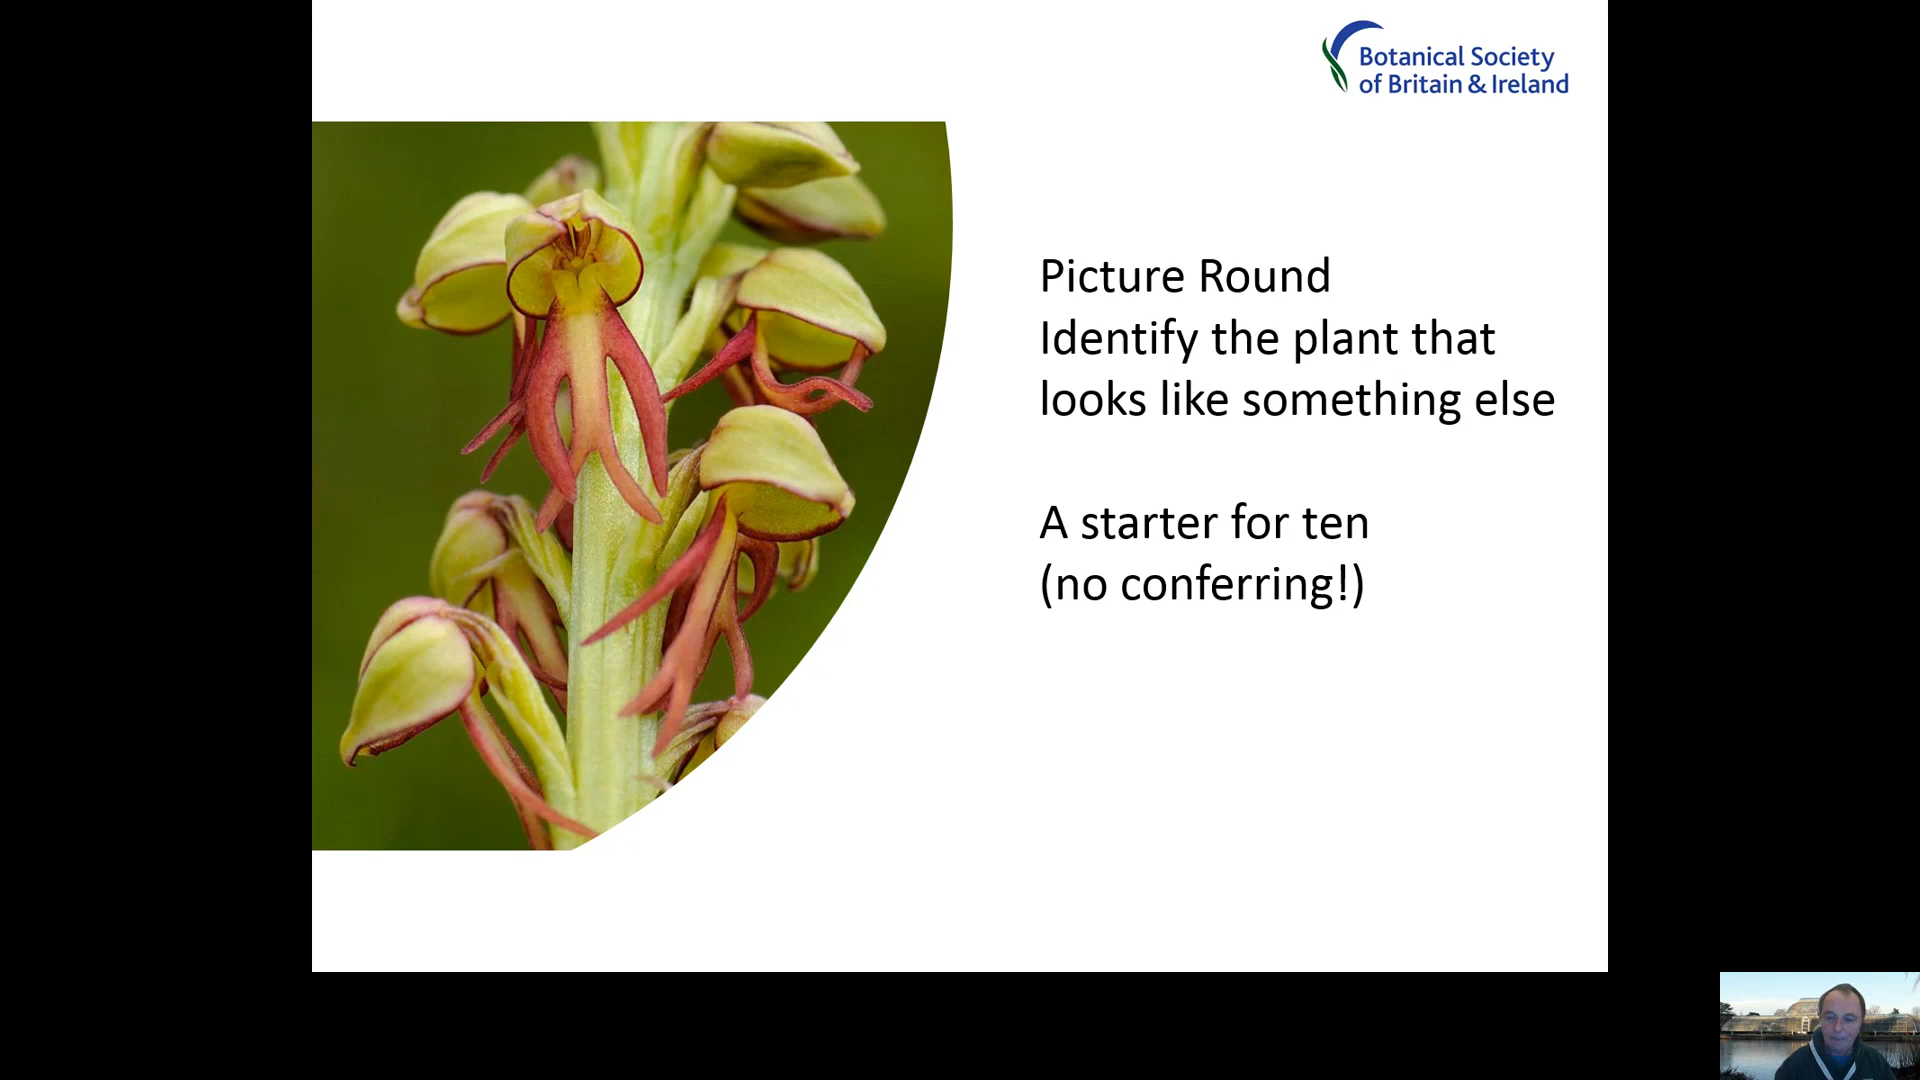 Botanical Society
of Britain & Ireland
Picture Round
Identify the plant that
looks like something else
A starter for ten
(no conferring!)